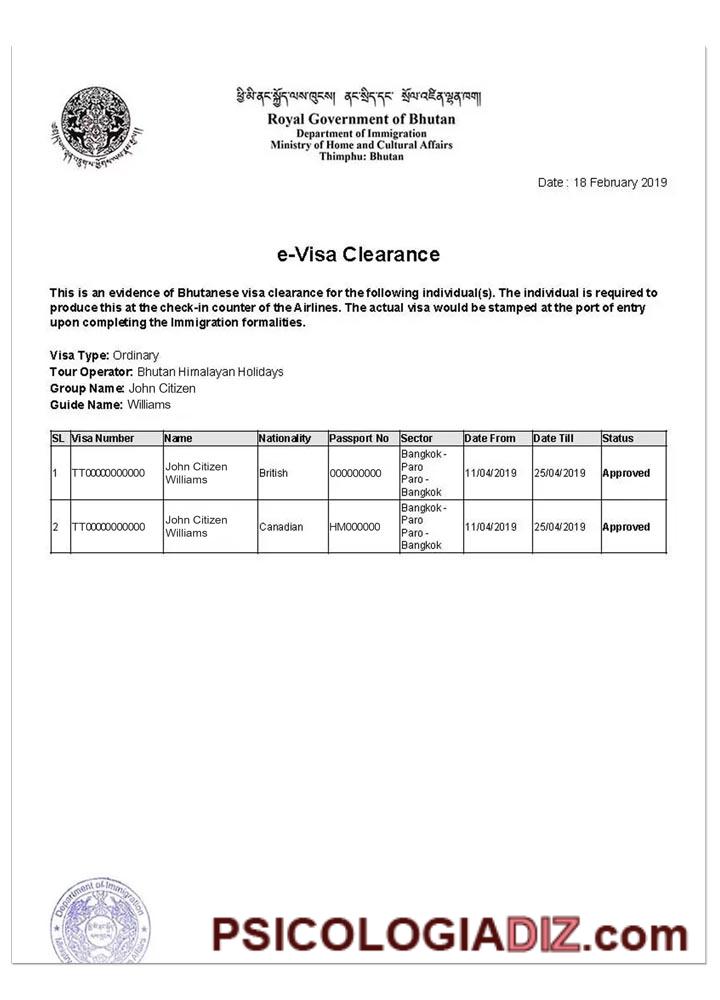 ཕྱི་མི་ནང་སྐྱོད་ལས་ཁུངས། ནང་སྲིད་དང་ སྲོལ་འཛིན་ལྷན་ཁག།
Royal Government of Bhutan
Department of Immigration
Ministry of Home and Cultural Affairs
Thimphu: Bhutan
Date : 18 February 2019
e-Visa Clearance
This is an evidence of Bhutanese visa clearance for the following individual(s). The individual is required to
produce this at the check-in counter of the Airlines. The actual visa would be stamped at the port of entry
upon completing the Immigration formalities.
Visa Type: Ordinary
Tour Operator: Bhutan Himalayan Holidays
Group Name: John Citizen
Guide Name: Williams
SL Visa Number Name Nationality Passport No Sector Date From Date Till Status
1 TT00000000000 John Citizen Williams British 000000000 Bangkok - Paro Paro - Bangkok 11/04/2019 25/04/2019 Approved
2 TT00000000000 John Citizen Williams Canadian HM000000 Bangkok - Paro Paro - Bangkok 11/04/2019 25/04/2019 Approved
Department of Immigration
PSICOLOGIADIZ.com